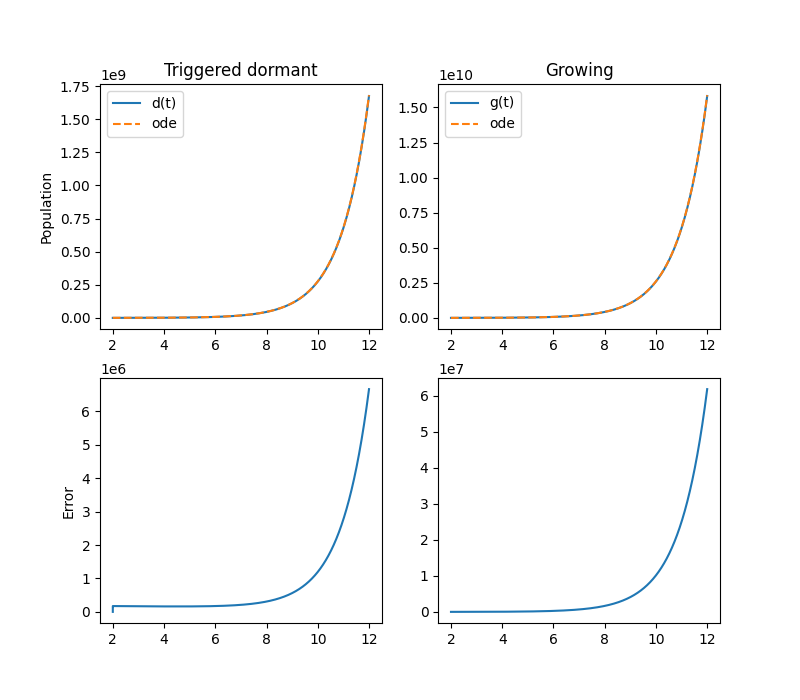 Triggered dormant
1e9
1.75
1.50
1.25
1.00
0.75
0.50
0.25
0.00
Population
d(t)
ode
2 4 6 8 10 12
Growing
1e10
1.50
1.25
1.00
0.75
0.50
0.25
0.00
g(t)
ode
2 4 6 8 10 12
1e6
6
5
4
3
2
1
0
Error
2 4 6 8 10 12
1e7
6
5
4
3
2
1
0
2 4 6 8 10 12